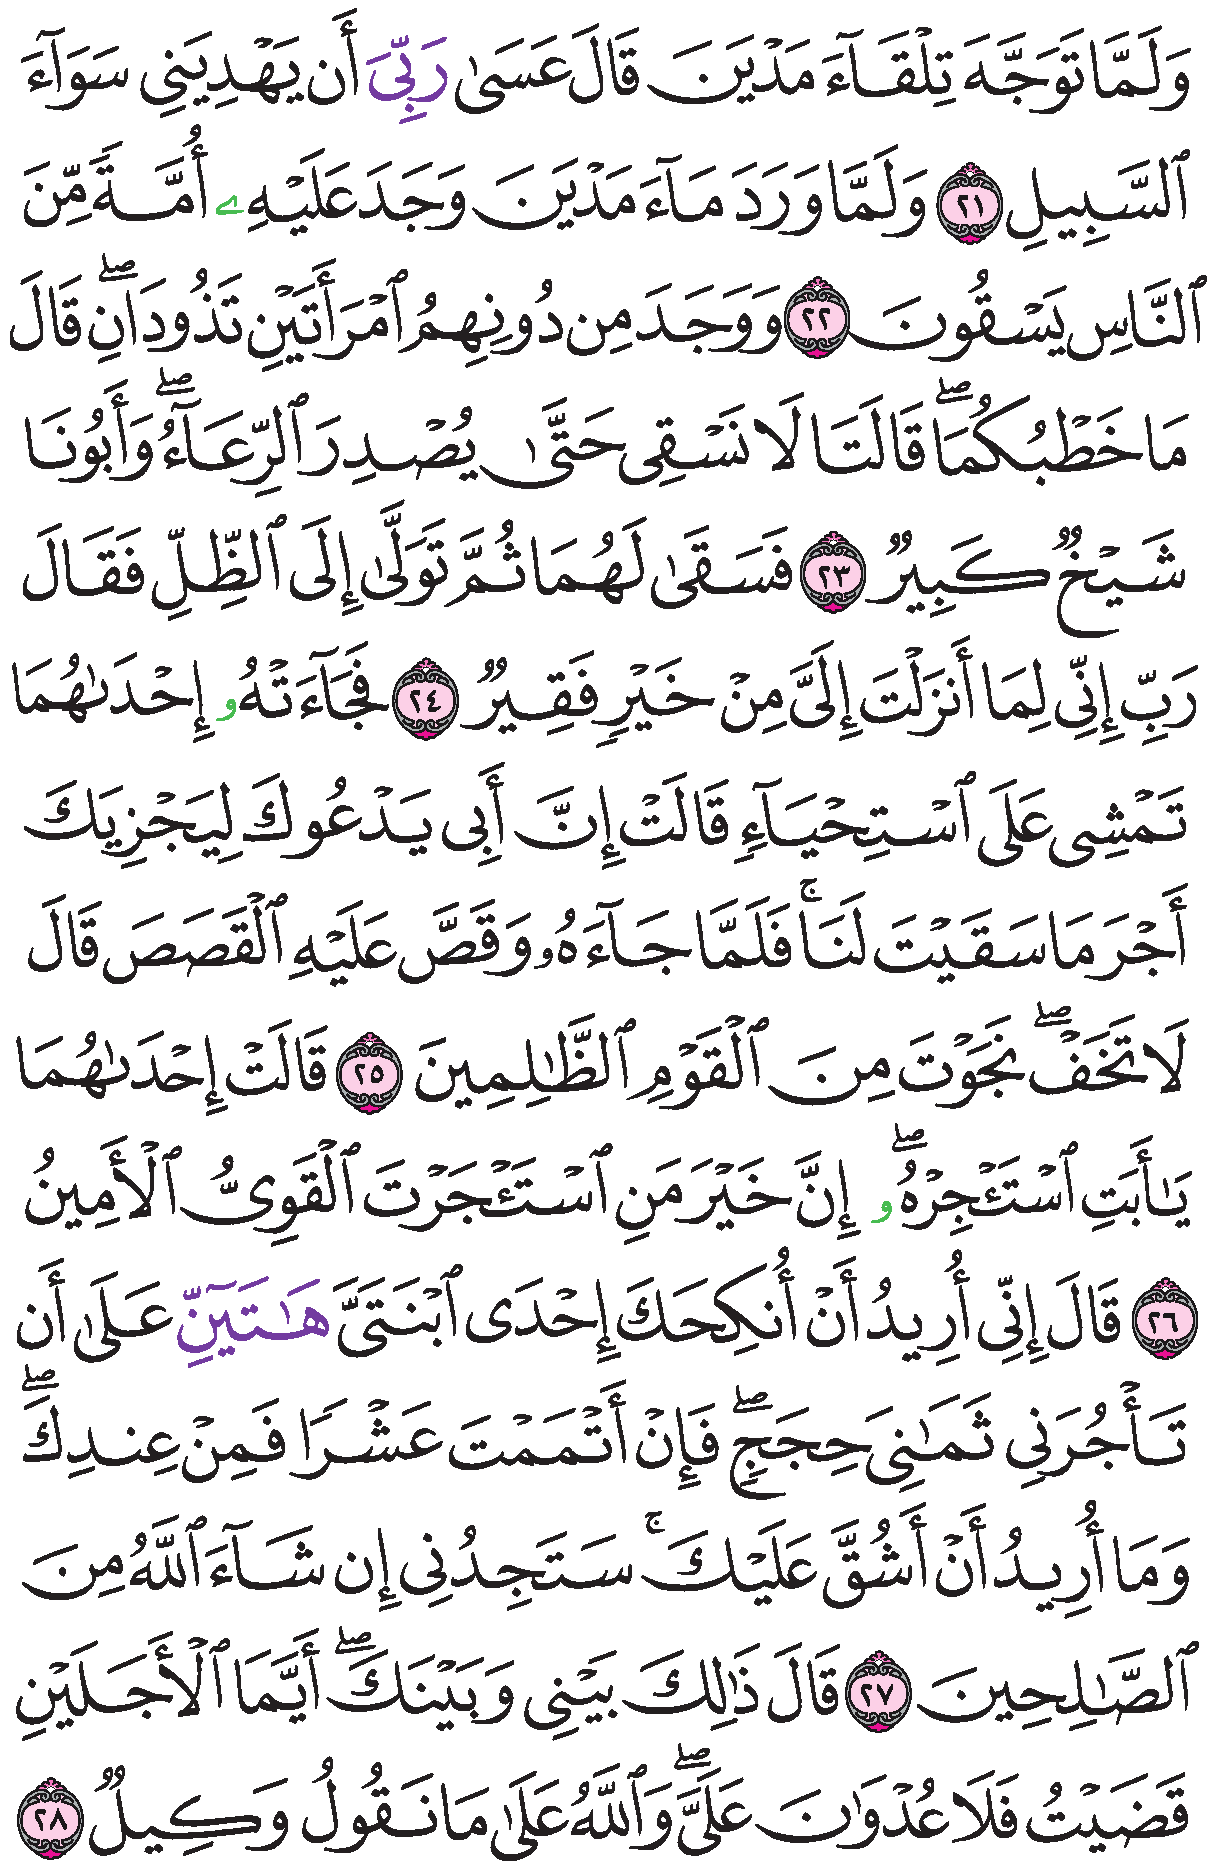 وَلَمَّا تَوَجَّهَ تِلْقَآءَ مَدْيَنَ قَالَ عَسَىٰ رَبِّىَ أَن يَهْدِيَنِى سَوَآءَ
ٱلسَّبِيلِ ٢١ وَلَمَّا وَرَدَ مَآءَ مَدْيَنَ وَجَدَ عَلَيْهِۦ أُمَّةً مِّنَ
ٱلنَّاسِ يَسْقُونَ ٢٢ وَوَجَدَ مِن دُونِهِمُ ٱمْرَأَتَيْنِ تَذُودَانِۖ قَالَ
مَا خَطْبُكُمَاۖ قَالَتَا لَا نَسْقِى حَتَّىٰ يُصْدِرَ ٱلرِّعَآءُۖ وَأَبُونَا
شَيْخٌ كَبِيرٌ ٢٣ فَسَقَىٰ لَهُمَا ثُمَّ تَوَلَّىٰ إِلَى ٱلظِّلِّ فَقَالَ
رَبِّ إِنِّى لِمَا أَنزَلْتَ إِلَىَّ مِنْ خَيْرٍ فَقِيرٌ ٢٤ فَجَآءَتْهُۥ إِحْدَىٰهُمَا
تَمْشِى عَلَى ٱسْتِحْيَآءٍ قَالَتْ إِنَّ أَبِى يَدْعُوكَ لِيَجْزِيَكَ
أَجْرَ مَا سَقَيْتَ لَنَاۚ فَلَمَّا جَآءَهُۥ وَقَصَّ عَلَيْهِ ٱلْقَصَصَ قَالَ
لَا تَخَفْۖ نَجَوْتَ مِنَ ٱلْقَوْمِ ٱلظَّٰلِمِينَ ٢٥ قَالَتْ إِحْدَىٰهُمَا
يَٰأَبَتِ ٱسْتَـْٔجِرْهُۥۖ إِنَّ خَيْرَ مَنِ ٱسْتَـْٔجَرْتَ ٱلْقَوِىُّ ٱلْأَمِينُ
٢٦ قَالَ إِنِّى أُرِيدُ أَنْ أُنكِحَكَ إِحْدَى ٱبْنَتَىَّ هَٰتَيْنِّ عَلَىٰ أَن
تَأْجُرَنِى ثَمَٰنِىَ حِجَجٍۖ فَإِنْ أَتْمَمْتَ عَشْرًا فَمِنْ عِندِكَۖ
وَمَا أُرِيدُ أَنْ أَشُقَّ عَلَيْكَۚ سَتَجِدُنِى إِن شَآءَ ٱللَّهُ مِنَ
ٱلصَّٰلِحِينَ ٢٧ قَالَ ذَٰلِكَ بَيْنِى وَبَيْنَكَۖ أَيَّمَا ٱلْأَجَلَيْنِ
قَضَيْتُ فَلَا عُدْوَٰنَ عَلَىَّۖ وَٱللَّهُ عَلَىٰ مَا نَقُولُ وَكِيلٌ ٢٨